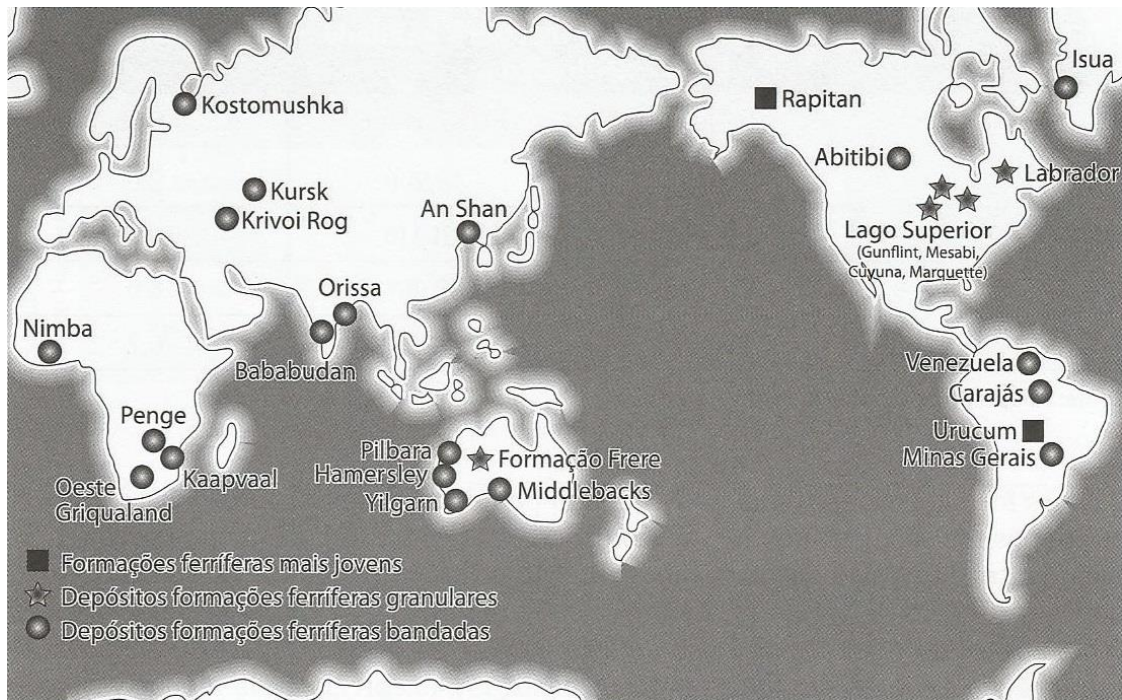 Isua
Kostomushka
Rapitan
Abitibi
Labrador
Kursk
Krivoi Rog
An Shan
Lago Superior
(Gunflint, Mesabi,
Cuyuna, Marguette)
Orissa
Nimba
Bababudan
Venezuela
Carajás
Penge
Urucum
Minas Gerais
Pilbara
Formação Frere
Hamersley
Kaapvaal
Oeste
Griqualand
Yilgarn
Middlebacks
Formações ferríferas mais jovens
Depósitos formações ferríferas granulares
Depósitos formações ferríferas bandadas